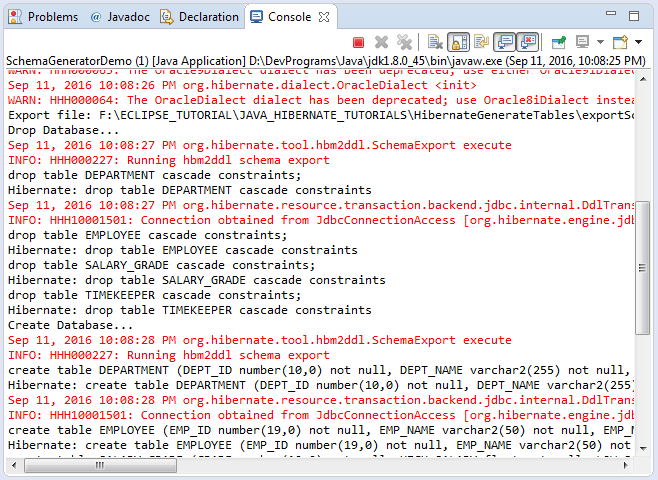 Problems @ Javadoc Declaration Console
SchemaGeneratorDemo (1) [Java Application] D:\DevPrograms\Java\jdk1.8.0_45\bin\javaw.exe (Sep 11, 2016, 10:08:25 PM)
WARN: HHH000065: The Oracle9Dialect dialect has been deprecated; use either Oracle9iDialect
Sep 11, 2016 10:08:26 PM org.hibernate.dialect.OracleDialect <init>
WARN: HHH000064: The OracleDialect dialect has been deprecated; use Oracle8iDialect instea
Export file: F:\ECLIPSE_TUTORIAL\JAVA_HIBERNATE_TUTORIALS\HibernateGenerateTables\exportSc
Drop Database...
Sep 11, 2016 10:08:27 PM org.hibernate.tool.hbm2ddl.SchemaExport execute
INFO: HHH000227: Running hbm2ddl schema export
drop table DEPARTMENT cascade constraints;
Hibernate: drop table DEPARTMENT cascade constraints
Sep 11, 2016 10:08:27 PM org.hibernate.resource.transaction.backend.jdbc.internal.DdlTrans
INFO: HHH10001501: Connection obtained from JdbcConnectionAccess [org.hibernate.engine.jdb
drop table EMPLOYEE cascade constraints;
Hibernate: drop table EMPLOYEE cascade constraints
drop table SALARY_GRADE cascade constraints;
Hibernate: drop table SALARY_GRADE cascade constraints
drop table TIMEKEEPER cascade constraints;
Hibernate: drop table TIMEKEEPER cascade constraints
Create Database...
Sep 11, 2016 10:08:28 PM org.hibernate.tool.hbm2ddl.SchemaExport execute
INFO: HHH000227: Running hbm2ddl schema export
create table DEPARTMENT (DEPT_ID number(10,0) not null, DEPT_NAME varchar2(255) not null,
Hibernate: create table DEPARTMENT (DEPT_ID number(10,0) not null, DEPT_NAME varchar2(255)
Sep 11, 2016 10:08:28 PM org.hibernate.resource.transaction.backend.jdbc.internal.DdlTrans
INFO: HHH10001501: Connection obtained from JdbcConnectionAccess [org.hibernate.engine.jdb
create table EMPLOYEE (EMP_ID number(19,0) not null, EMP_NAME varchar2(50) not null, EMP_N
Hibernate: create table EMPLOYEE (EMP_ID number(19,0) not null, EMP_NAME varchar2(50) not